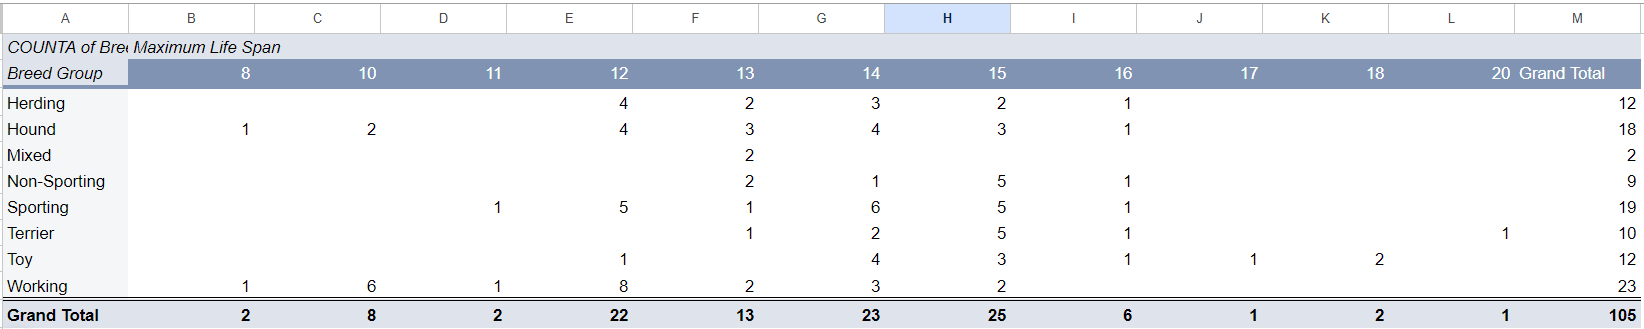 A B C D E F G H I J K L M
COUNTA of Bree Maximum Life Span
Breed Group 8 10 11 12 13 14 15 16 17 18 20 Grand Total
Herding 4 2 3 2 1 12
Hound 1 2 4 3 4 3 1 18
Mixed 2 2
Non-Sporting 2 1 5 1 9
Sporting 1 5 1 6 5 1 19
Terrier 1 2 5 1 1 10
Toy 1 4 3 1 1 2 12
Working 1 6 1 8 2 3 2 23
Grand Total 2 8 2 22 13 23 25 6 1 2 1 105